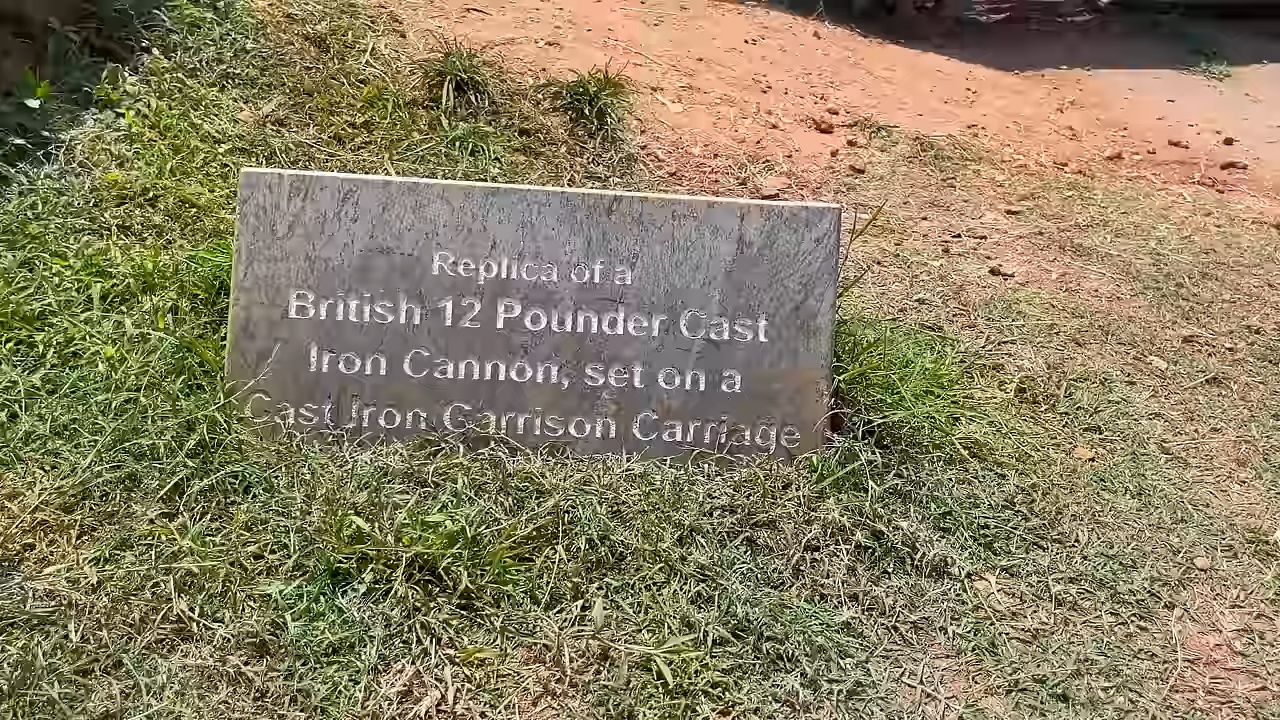 Replica of a
British 12 Pounder Cast
Iron Cannon, set on a
Cast Iron Garrison Carriage